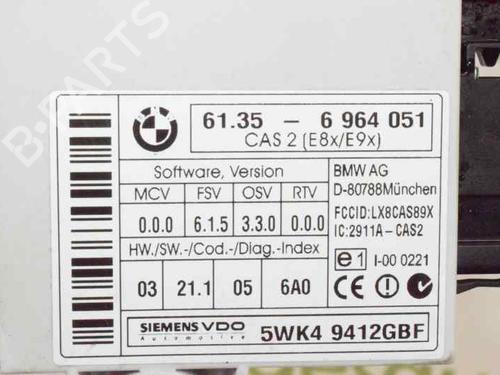 B-PARTS
BMW
61.35 - 6 964 051
CAS 2 (E8x/E9x)
Software, Version
MCV FSV OSV RTV
0.0.0 6.1.5 3.3.0 0.0.0
HW./SW.-/Cod.-/Diag.-Index
03 21.1 05 6A0
BMW AG
D-80788München
FCCID:LX8CAS89X
IC:2911A-CAS2
e1 I-00 0221
CE
SIEMENS VDO
Automotive
5WK4 9412GBF